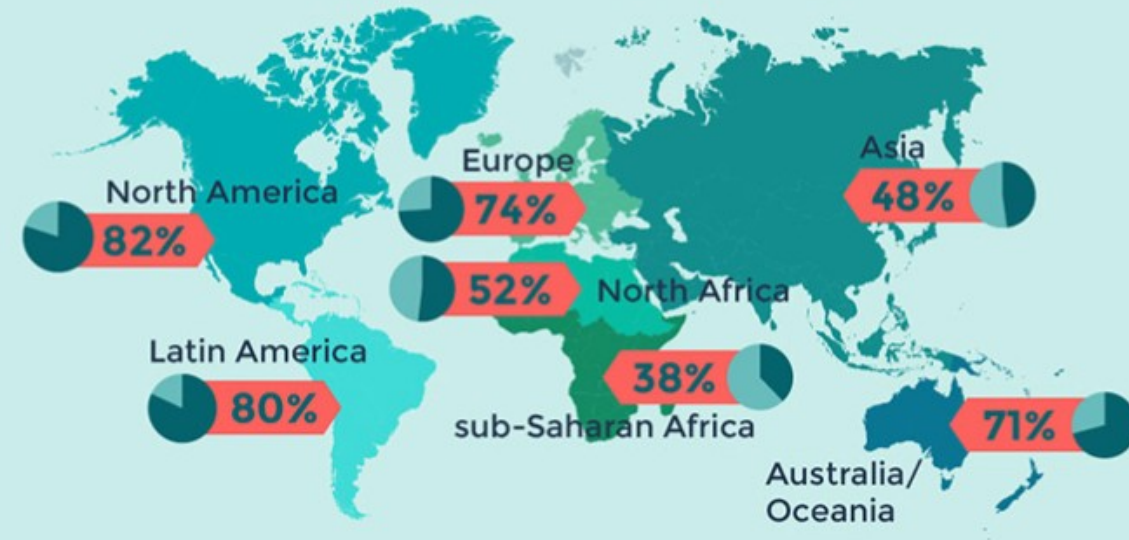 North America
82%
Europe
74%
Asia
48%
52%
North Africa
Latin America
80%
38%
sub-Saharan Africa
71%
Australia/
Oceania